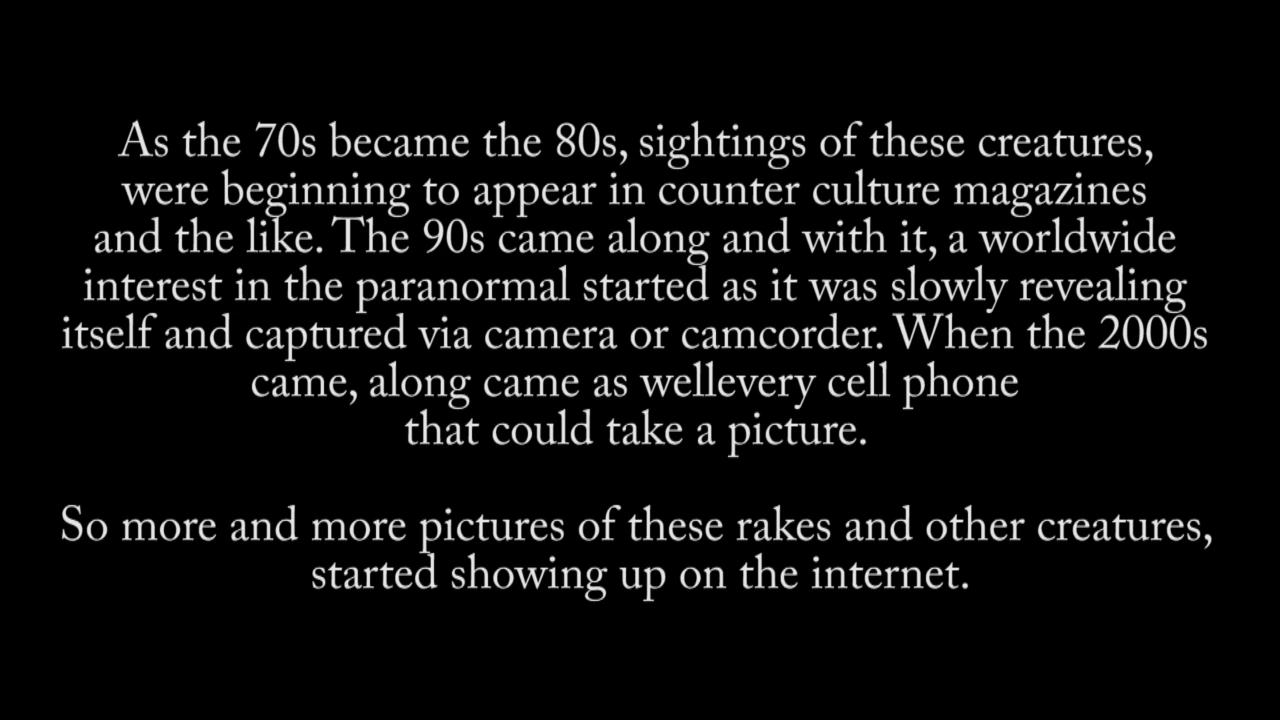 As the 70s became the 80s, sightings of these creatures,
were beginning to appear in counter culture magazines
and the like. The 90s came along and with it, a worldwide
interest in the paranormal started as it was slowly revealing
itself and captured via camera or camcorder. When the 2000s
came, along came as wellevery cell phone
that could take a picture.
So more and more pictures of these rakes and other creatures,
started showing up on the internet.